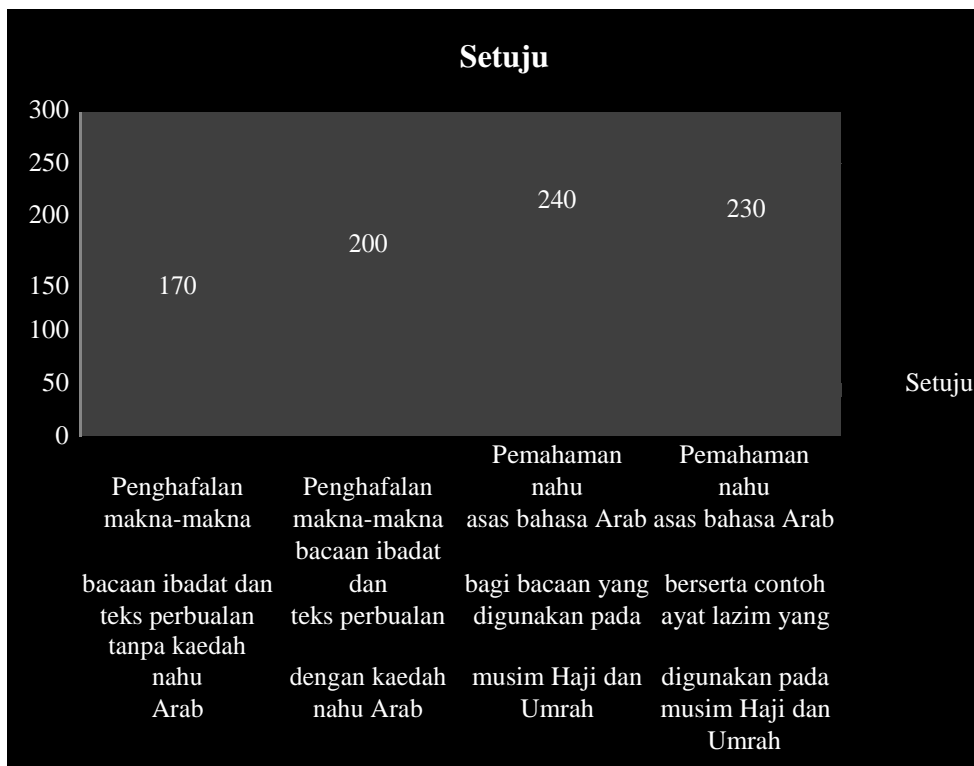 Setuju
300
250
200
150
100
50
0
170
200
240
230
Setuju
Penghafalan
makna-makna
bacaan ibadat dan
teks perbualan
tanpa kaedah
nahu
Arab
Penghafalan
makna-makna
bacaan ibadat
dan
teks perbualan
dengan kaedah
nahu Arab
Pemahaman
nahu
asas bahasa Arab
bagi bacaan yang
digunakan pada
musim Haji dan
Umrah
Pemahaman
nahu
asas bahasa Arab
berserta contoh
ayat lazim yang
digunakan pada
musim Haji dan
Umrah